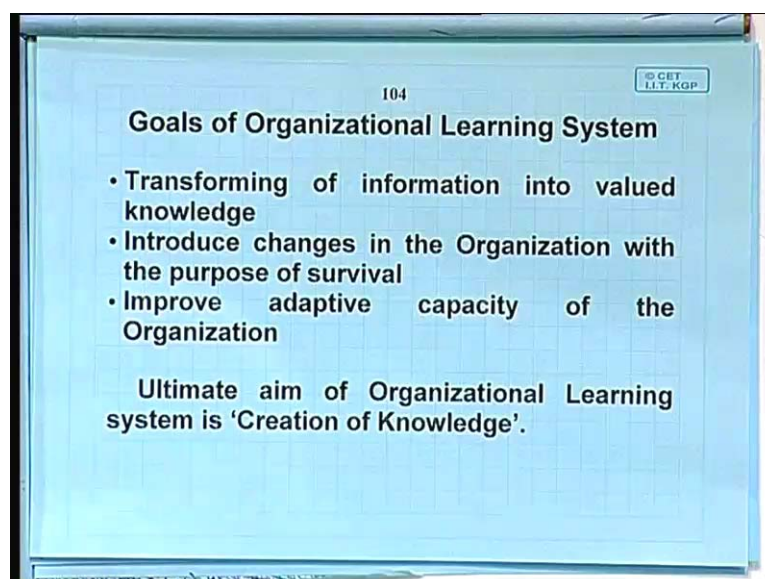 © CET
I.I.T. KGP
104
Goals of Organizational Learning System
• Transforming of information into valued
knowledge
• Introduce changes in the Organization with
the purpose of survival
• Improve adaptive capacity of the
Organization
Ultimate aim of Organizational Learning
system is ‘Creation of Knowledge’.